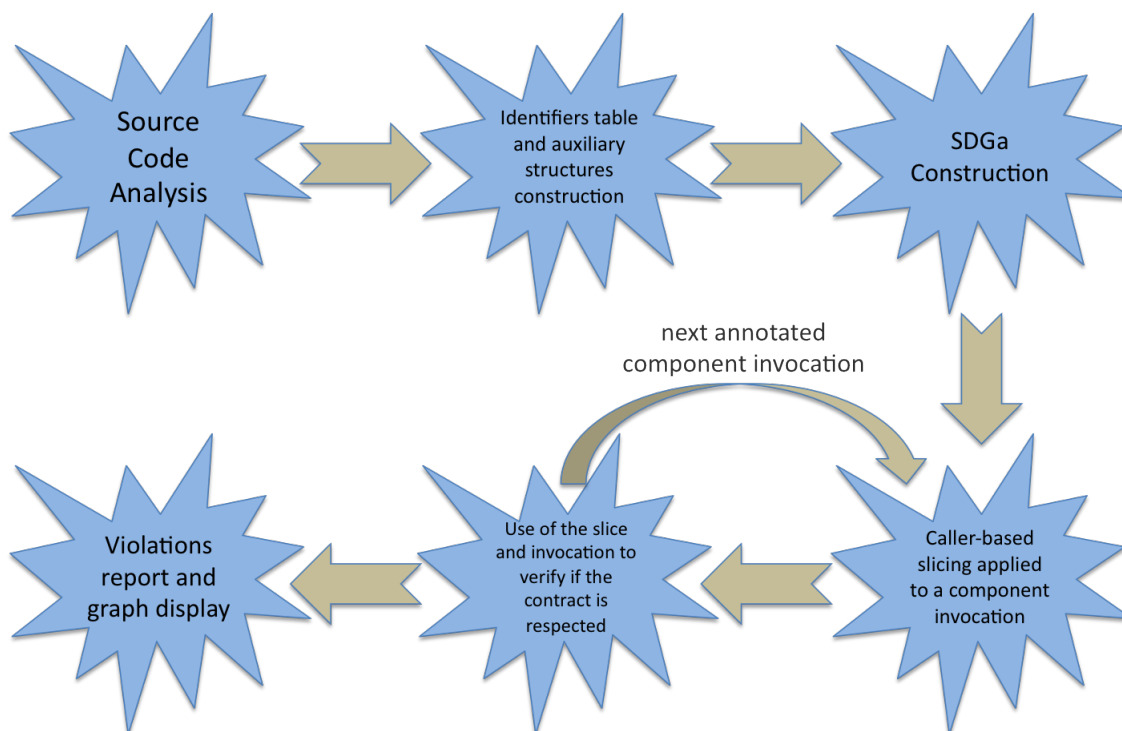 Source
Code
Analysis
Identifiers table
and auxiliary
structures
construction
SDGa
Construction
next annotated
component invocation
Violations
report and
graph display
Use of the slice
and invocation to
verify if the
contract is
respected
Caller-based
slicing applied
to a component
invocation